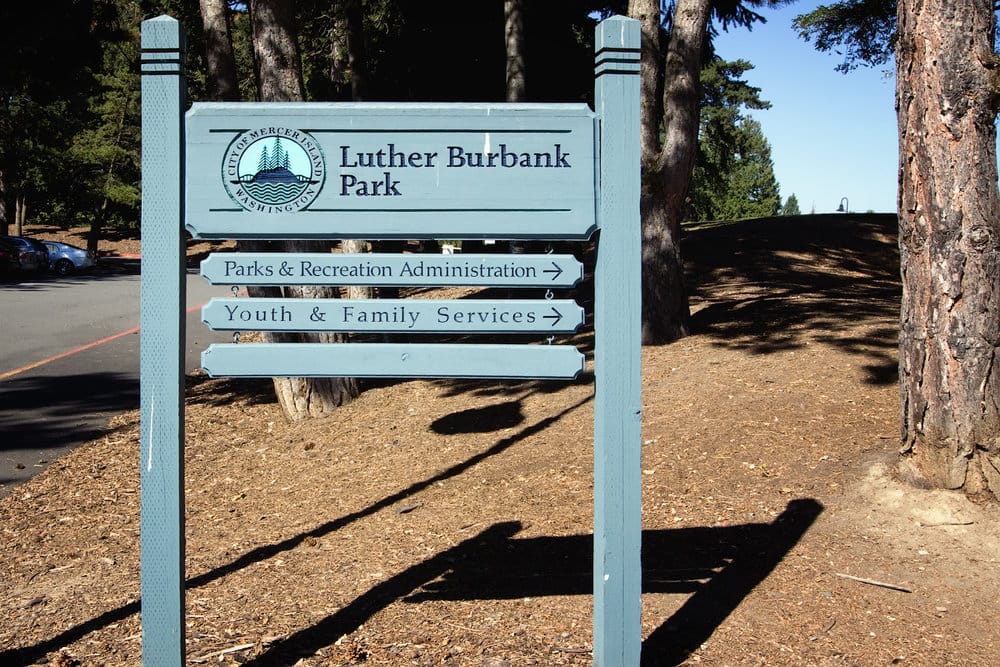 CITY OF MERCER ISLAND
WASHINGTON
Luther Burbank
Park
Parks & Recreation Administration →
Youth & Family Services →